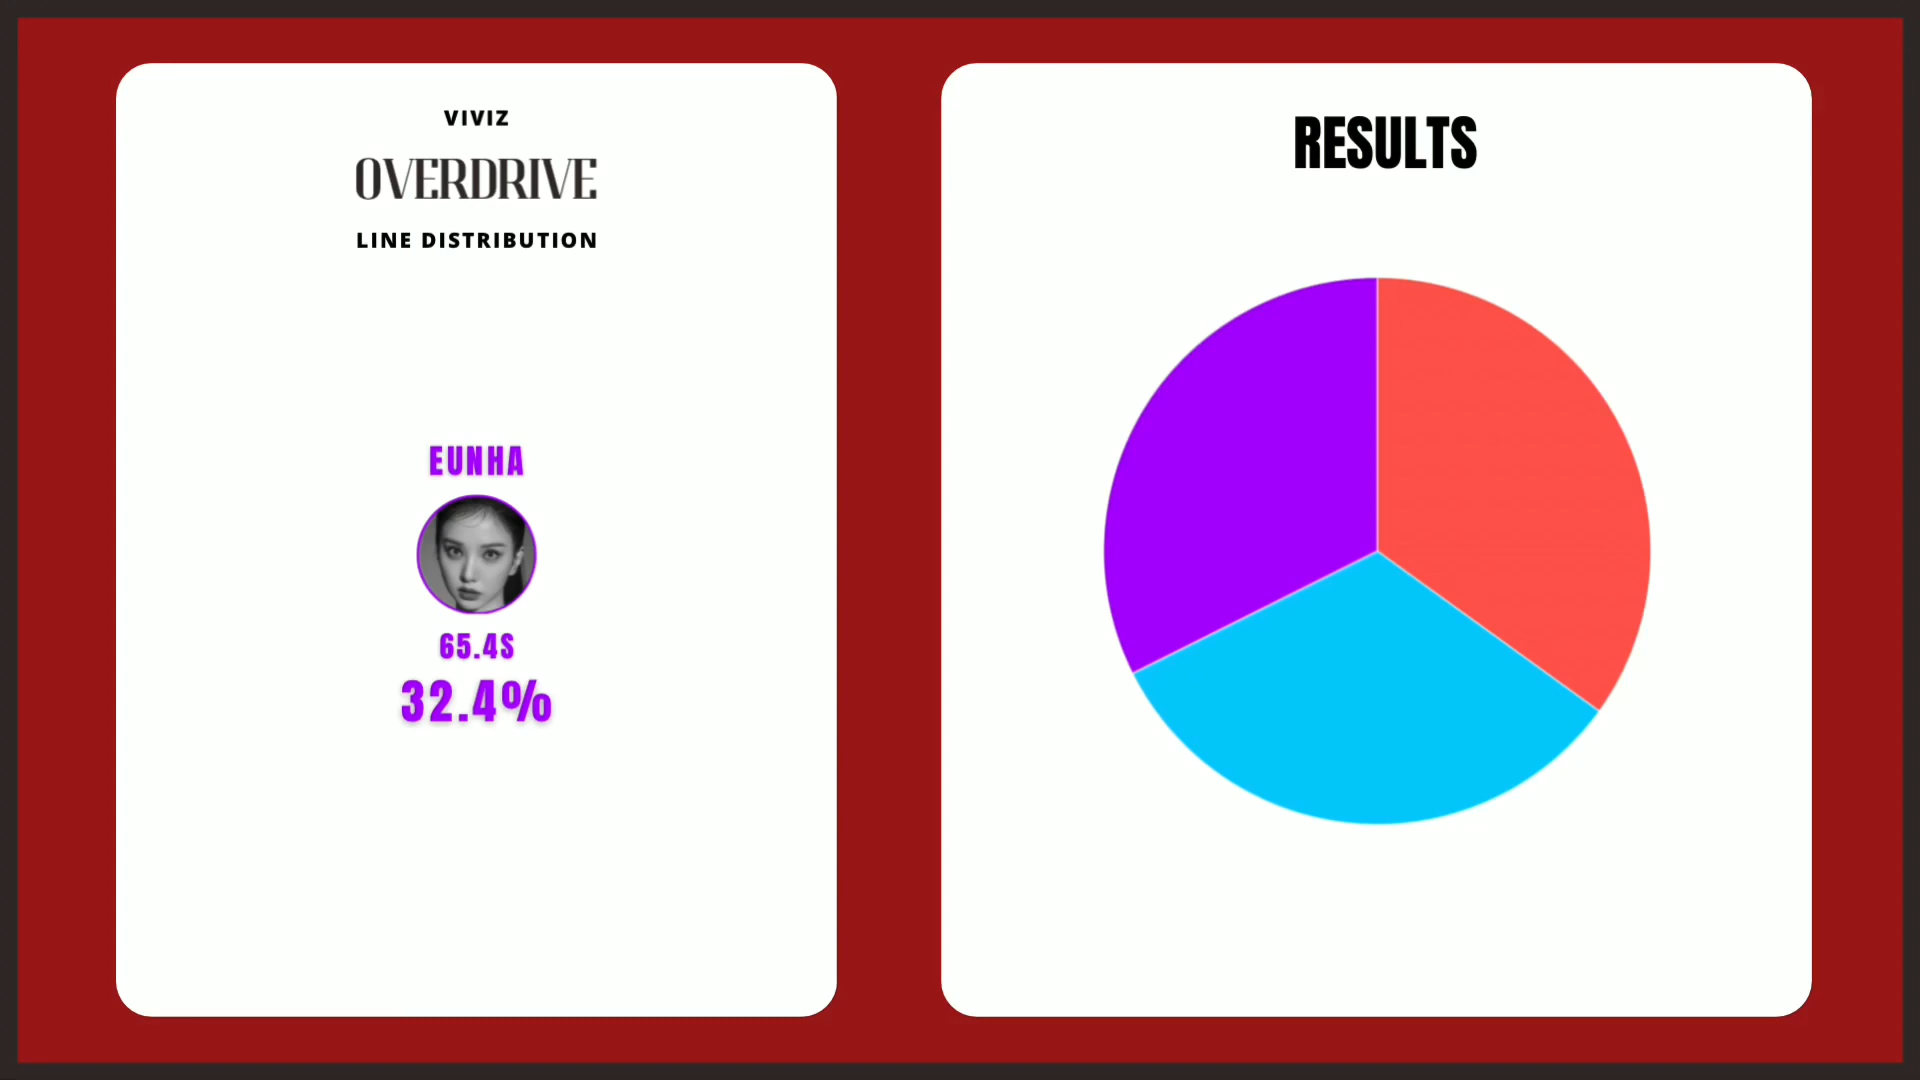 VIVIZ
OVERDRIVE
LINE DISTRIBUTION
EUNHA
65.4S
32.4%
RESULTS